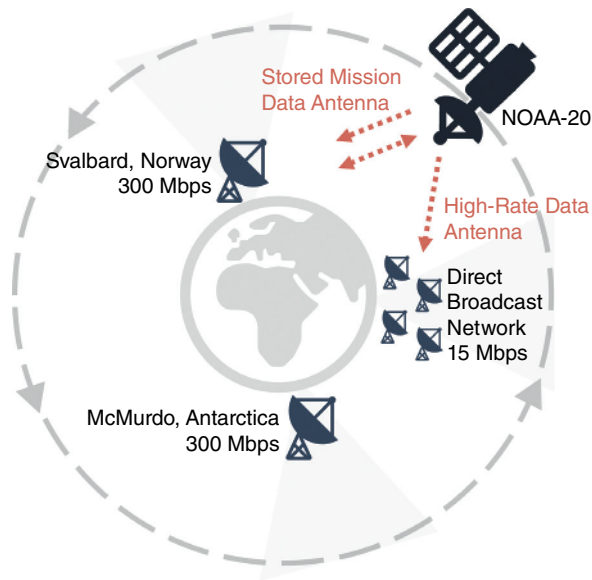 Stored Mission
Data Antenna
NOAA-20
Svalbard, Norway
300 Mbps
High-Rate Data
Antenna
Direct
Broadcast
Network
15 Mbps
McMurdo, Antarctica
300 Mbps